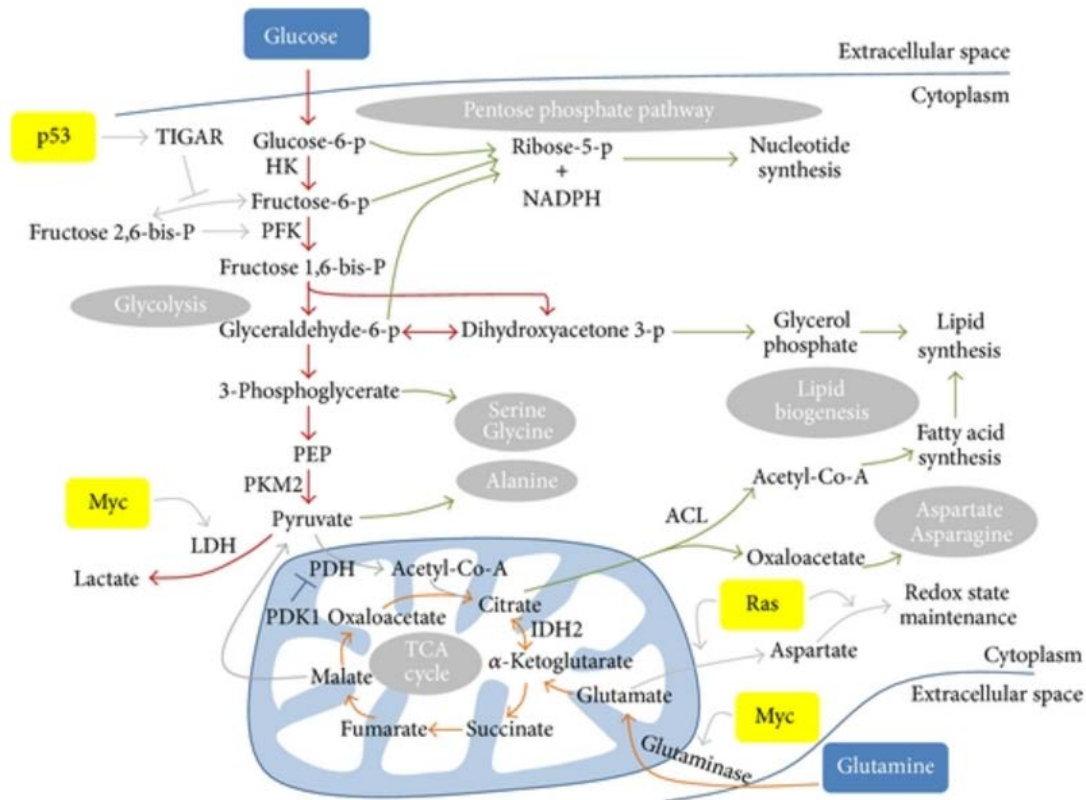 Glucose
Extracellular space
Cytoplasm
Pentose phosphate pathway
p53
TIGAR
Glucose-6-p
HK
Ribose-5-p
+
NADPH
Nucleotide
synthesis
Fructose-6-p
Fructose 2,6-bis-P
PFK
Fructose 1,6-bis-P
Glycolysis
Glyceraldehyde-6-p
Dihydroxyacetone 3-p
Glycerol
phosphate
Lipid
synthesis
3-Phosphoglycerate
Serine
Glycine
Lipid
biogenesis
PEP
Fatty acid
synthesis
PKM2
Alanine
Acetyl-Co-A
Myc
Pyruvate
ACL
Aspartate
Asparagine
LDH
Oxaloacetate
Lactate
PDH
Acetyl-Co-A
PDK1
Oxaloacetate
Citrate
IDH2
Ras
Redox state
maintenance
TCA
cycle
α-Ketoglutarate
Aspartate
Cytoplasm
Extracellular space
Malate
Glutamate
Fumarate
Succinate
Myc
Glutaminase
Glutamine